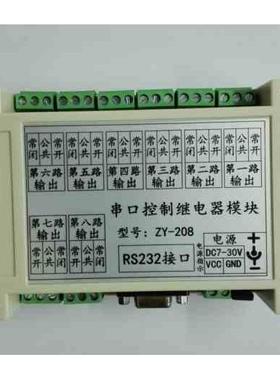 常闭 公共 常开 常闭 公共 常开 常闭 公共 常开 常闭 公共 常开 常闭 公共 常开 常闭 公共 常开
第六路输出 第五路输出 第四路输出 第三路输出 第二路输出 第一路输出
串口控制继电器模块
第七路输出 第八路输出
型号: ZY-208
电源
常闭 公共 常开 常闭 公共 常开
RS232接口
电源指示
DC7-30V
VCC GND